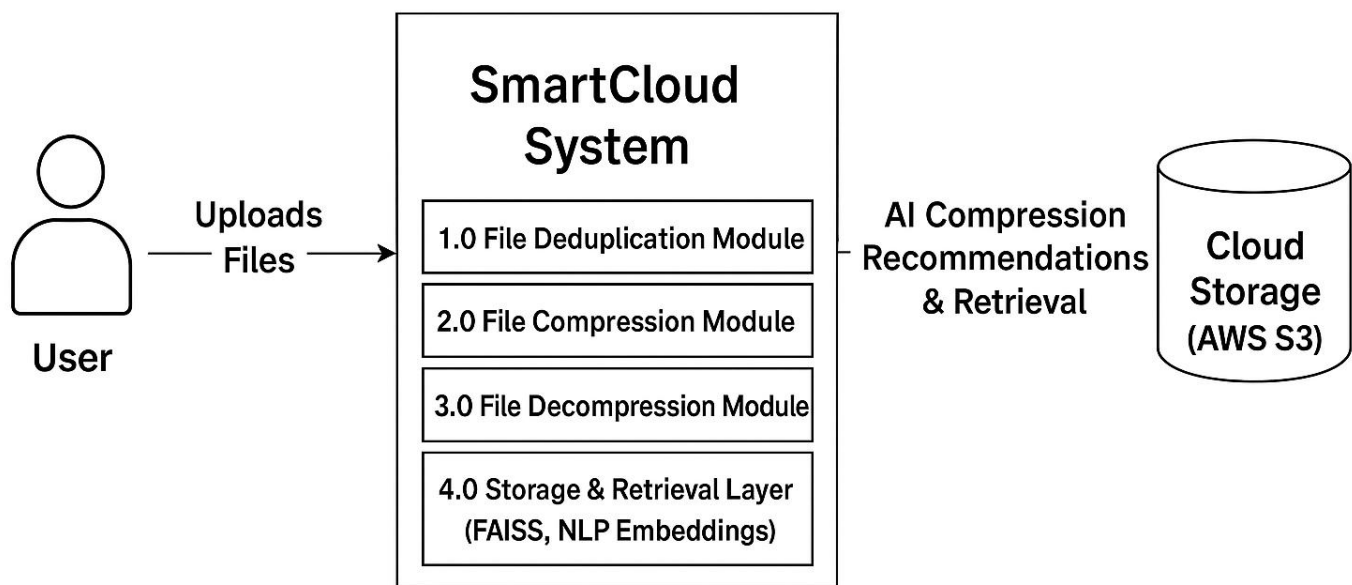 SmartCloud
System
Uploads
Files
User
1.0 File Deduplication Module
2.0 File Compression Module
3.0 File Decompression Module
4.0 Storage & Retrieval Layer
(FAISS, NLP Embeddings)
AI Compression
Recommendations
& Retrieval
Cloud
Storage
(AWS S3)